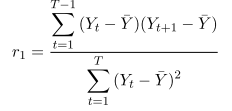 r_1 = \frac{\sum_{t=1}^{T-1} (Y_t - \bar{Y})(Y_{t+1} - \bar{Y})}{\sum_{t=1}^{T} (Y_t - \bar{Y})^2}